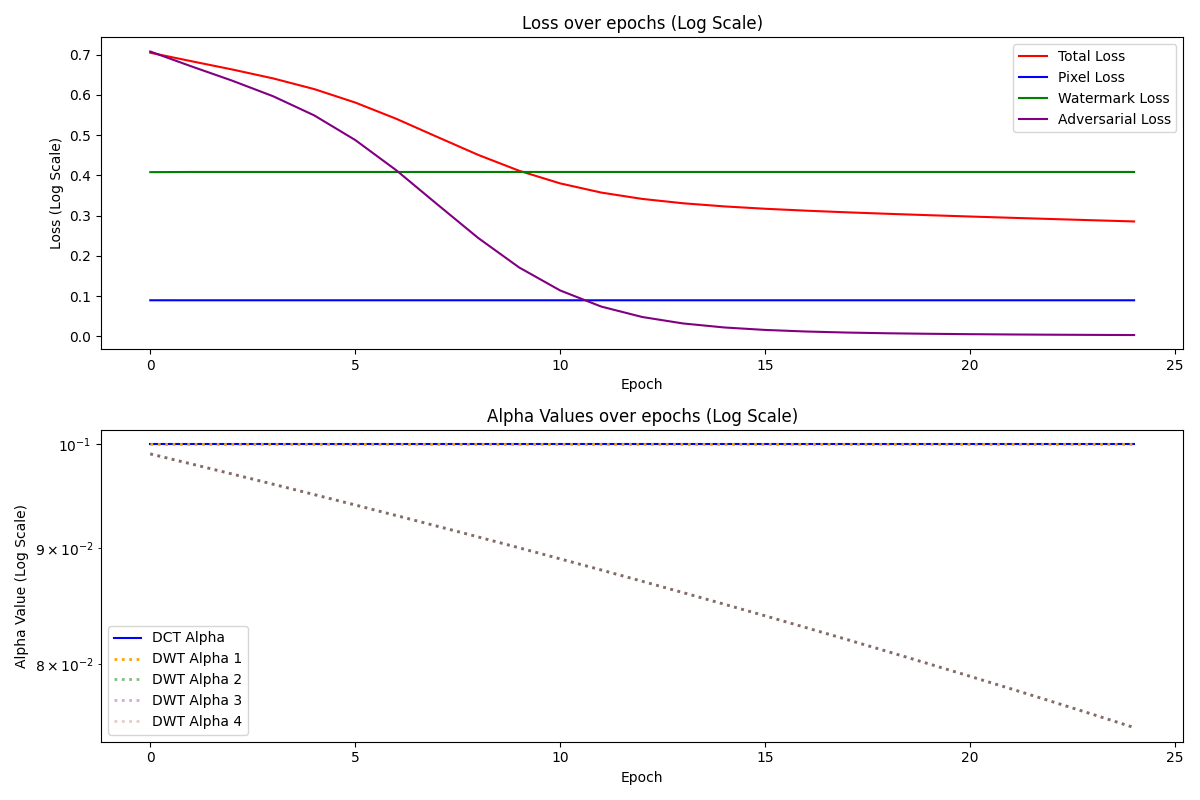 Loss over epochs (Log Scale)
Loss (Log Scale)
0.7
0.6
0.5
0.4
0.3
0.2
0.1
0.0
Total Loss
Pixel Loss
Watermark Loss
Adversarial Loss
0 5 10 15 20 25
Epoch
Alpha Values over epochs (Log Scale)
Alpha Value (Log Scale)
10⁻¹
9 × 10⁻²
8 × 10⁻²
DCT Alpha
DWT Alpha 1
DWT Alpha 2
DWT Alpha 3
DWT Alpha 4
0 5 10 15 20 25
Epoch